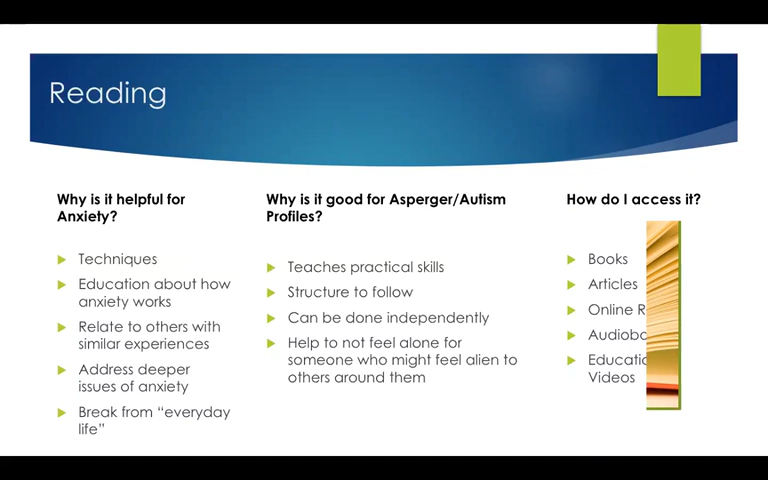 Reading
Why is it helpful for
Anxiety?
Techniques
Education about how
anxiety works
Relate to others with
similar experiences
Address deeper
issues of anxiety
Break from “everyday
life”
Why is it good for Asperger/Autism
Profiles?
Teaches practical skills
Structure to follow
Can be done independently
Help to not feel alone for
someone who might feel alien to
others around them
How do I access it?
Books
Articles
Online
Videos